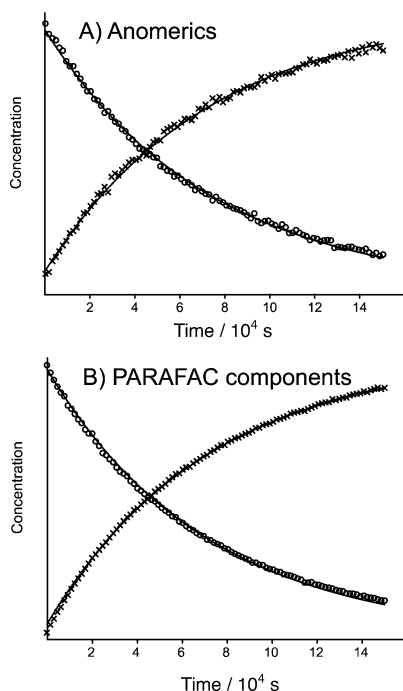 A) Anomerics
Concentration
2 4 6 8 10 12 14
Time / 10⁴ s
B) PARAFAC components
Concentration
2 4 6 8 10 12 14
Time / 10⁴ s